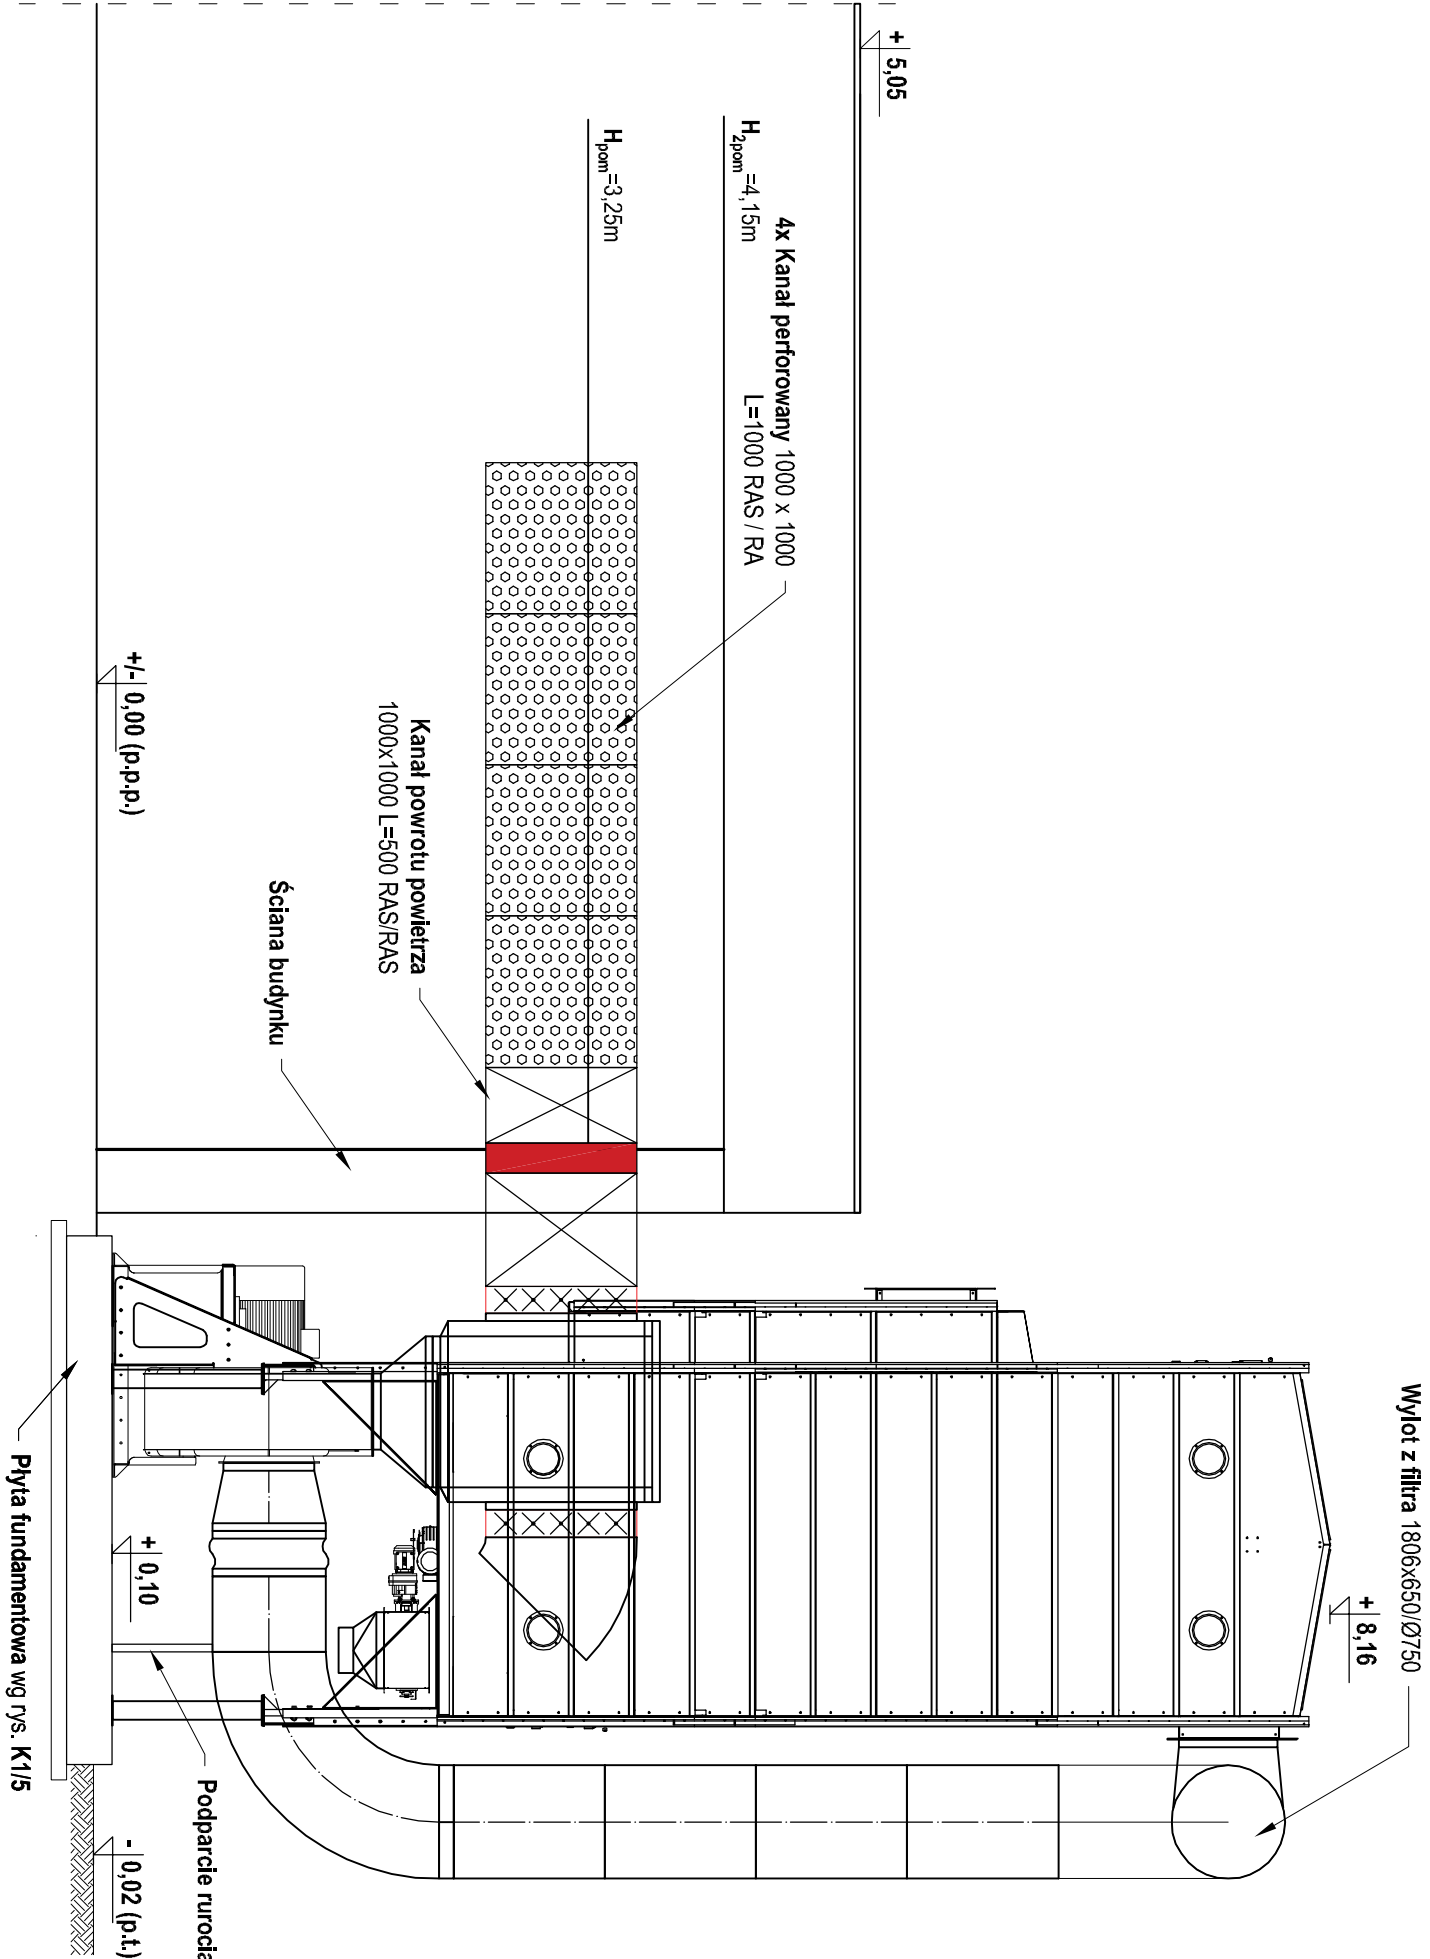 + 5,05
H2pom=4,15m
Hpom=3,25m
4x Kanał perforowany 1000 x 1000
L=1000 RAS / RA
Kanał powrotu powietrza
1000x1000 L=500 RAS/RAS
+/- 0,00 (p.p.p.)
Ściana budynku
Wylot z filtra 1806x650/Ø750
+ 8,16
+ 0,10
Płyta fundamentowa wg rys. K1/5
Podparcie rurocią
- 0,02 (p.t.)